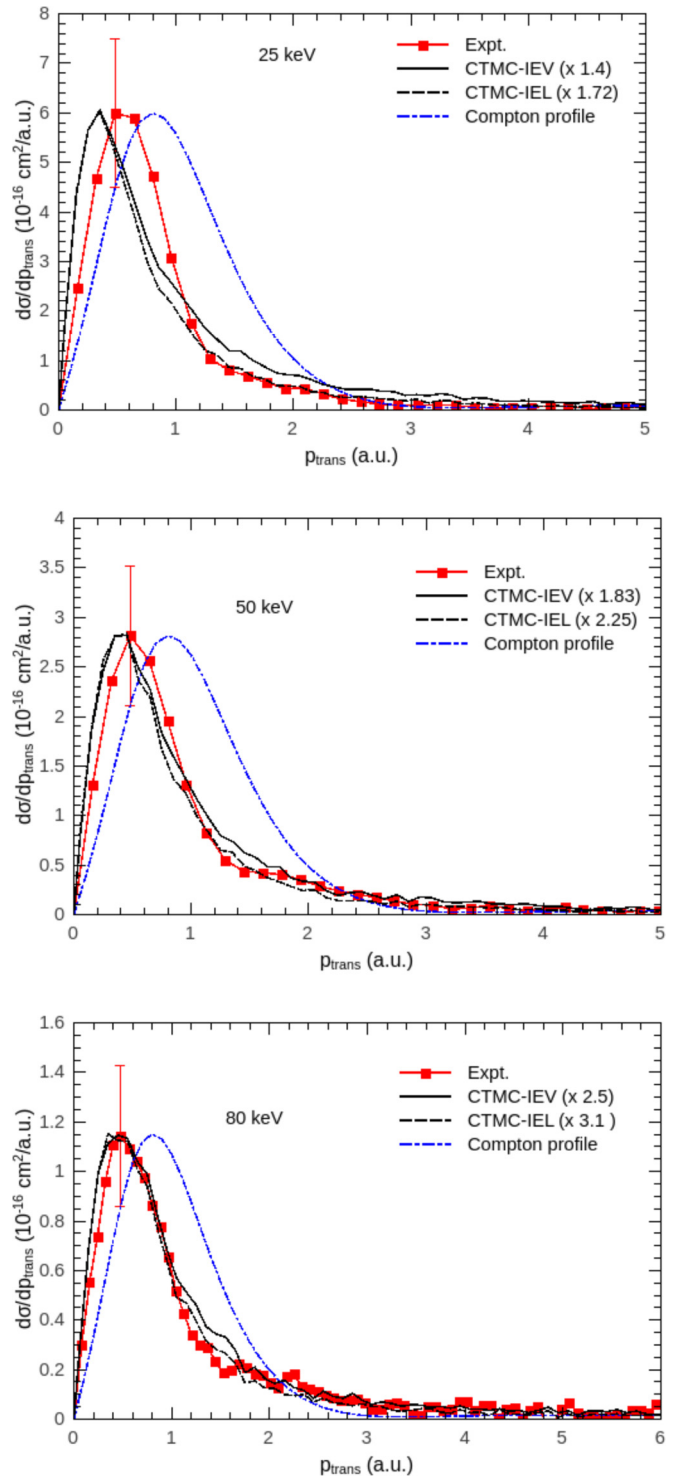 8
7
6
5
4
3
2
1
0
dσ/dp_trans (10^-16 cm²/a.u.)
25 keV
Expt.
CTMC-IEV (x 1.4)
CTMC-IEL (x 1.72)
Compton profile
0 1 2 3 4 5
p_trans (a.u.)
4
3.5
3
2.5
2
1.5
1
0.5
0
dσ/dp_trans (10^-16 cm²/a.u.)
50 keV
Expt.
CTMC-IEV (x 1.83)
CTMC-IEL (x 2.25)
Compton profile
0 1 2 3 4 5
p_trans (a.u.)
1.6
1.4
1.2
1
0.8
0.6
0.4
0.2
0
dσ/dp_trans (10^-16 cm²/a.u.)
80 keV
Expt.
CTMC-IEV (x 2.5)
CTMC-IEL (x 3.1 )
Compton profile
0 1 2 3 4 5 6
p_trans (a.u.)